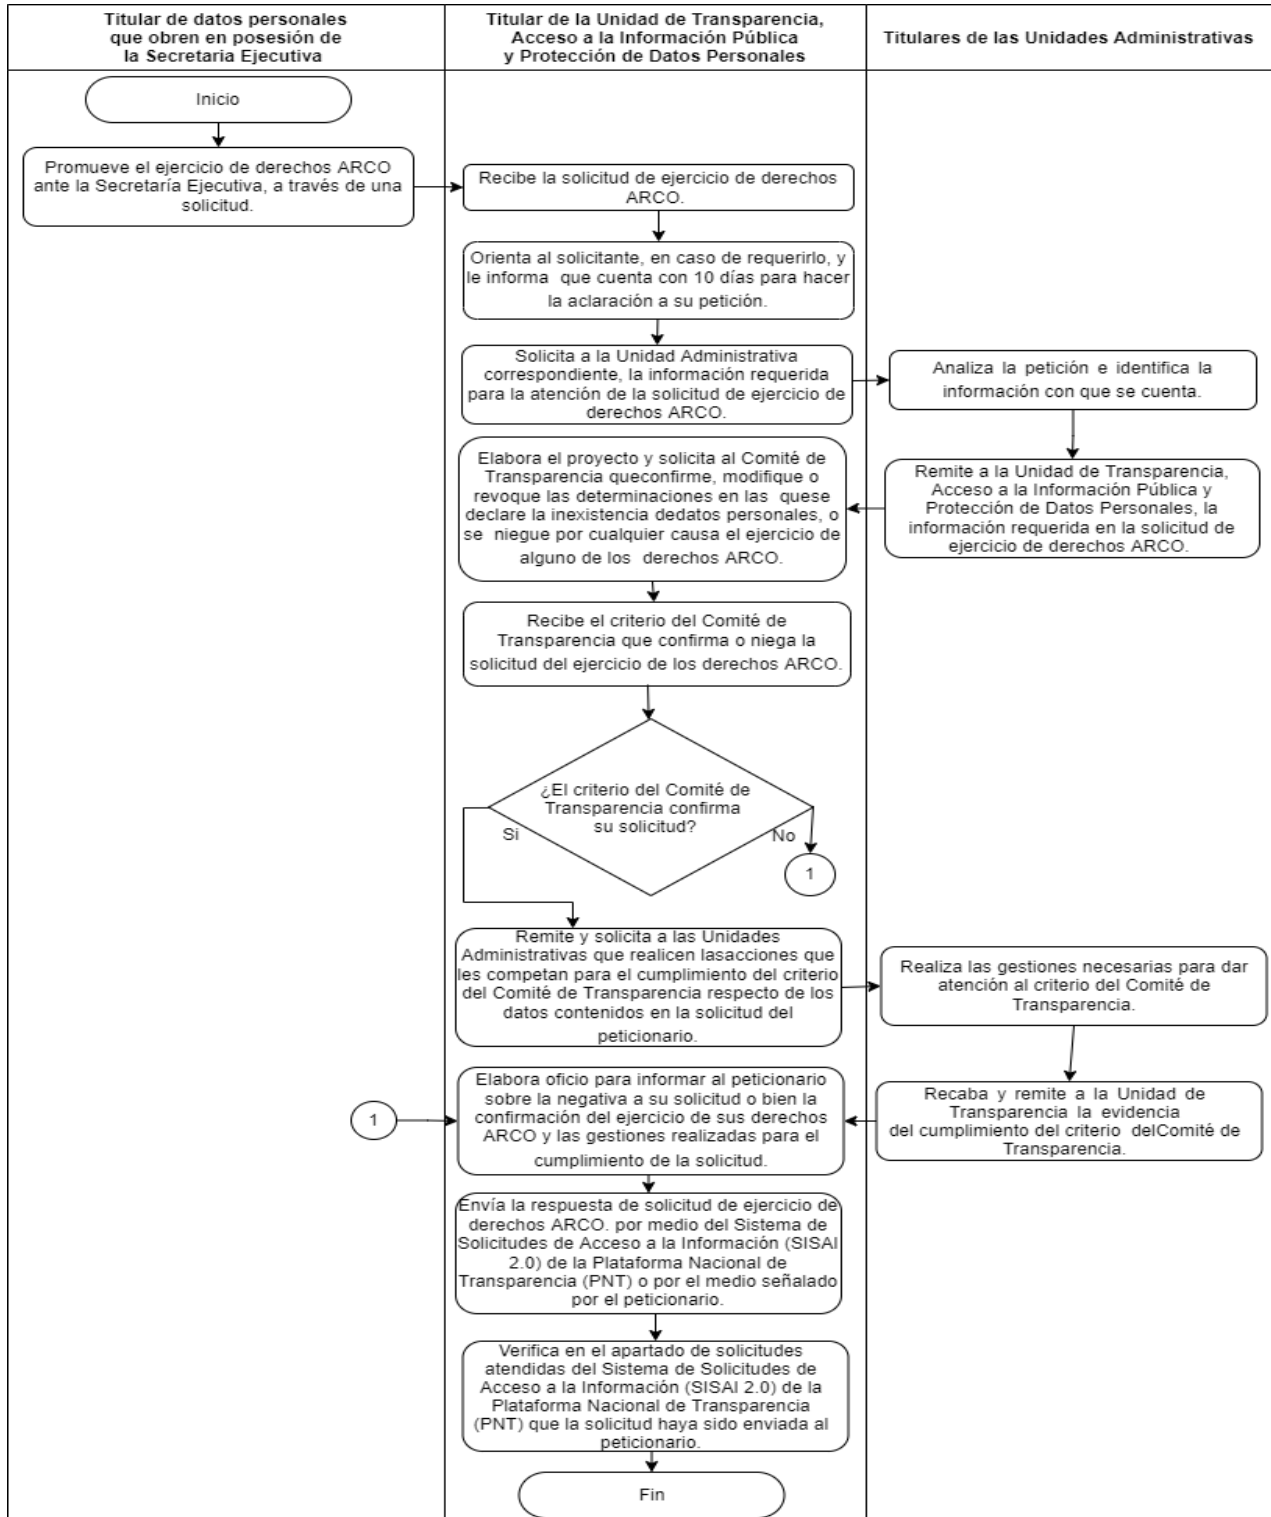 Titular de datos personales
que obren en posesión de
la Secretaria Ejecutiva
Titular de la Unidad de Transparencia,
Acceso a la Información Pública
y Protección de Datos Personales
Titulares de las Unidades Administrativas
Inicio
Promueve el ejercicio de derechos ARCO
ante la Secretaría Ejecutiva, a través de una
solicitud.
Recibe la solicitud de ejercicio de derechos
ARCO.
Orienta al solicitante, en caso de requerirlo, y
le informa que cuenta con 10 días para hacer
la aclaración a su petición.
Solicita a la Unidad Administrativa
correspondiente, la información requerida
para la atención de la solicitud de ejercicio de
derechos ARCO.
Analiza la petición e identifica la
información con que se cuenta.
Remite a la Unidad de Transparencia,
Acceso a la Información Pública y
Protección de Datos Personales, la
información requerida en la solicitud de
ejercicio de derechos ARCO.
Elabora el proyecto y solicita al Comité de
Transparencia queconfirme, modifique o
revoque las determinaciones en las quese
declare la inexistencia dedatos personales, o
se niegue por cualquier causa el ejercicio de
alguno de los derechos ARCO.
Recibe el criterio del Comité de
Transparencia que confirma o niega la
solicitud del ejercicio de los derechos ARCO.
¿El criterio del Comité de
Transparencia confirma
su solicitud?
Si
No
1
Remite y solicita a las Unidades
Administrativas que realicen lasacciones que
les competan para el cumplimiento del criterio
del Comité de Transparencia respecto de los
datos contenidos en la solicitud del
peticionario.
Realiza las gestiones necesarias para dar
atención al criterio del Comité de
Transparencia.
Recaba y remite a la Unidad de
Transparencia la evidencia
del cumplimiento del criterio delComité de
Transparencia.
1
Elabora oficio para informar al peticionario
sobre la negativa a su solicitud o bien la
confirmación del ejercicio de sus derechos
ARCO y las gestiones realizadas para el
cumplimiento de la solicitud.
Envía la respuesta de solicitud de ejercicio de
derechos ARCO. por medio del Sistema de
Solicitudes de Acceso a la Información (SISAI
2.0) de la Plataforma Nacional de
Transparencia (PNT) o por el medio señalado
por el peticionario.
Verifica en el apartado de solicitudes
atendidas del Sistema de Solicitudes de
Acceso a la Información (SISAI 2.0) de la
Plataforma Nacional de Transparencia
(PNT) que la solicitud haya sido enviada al
peticionario.
Fin